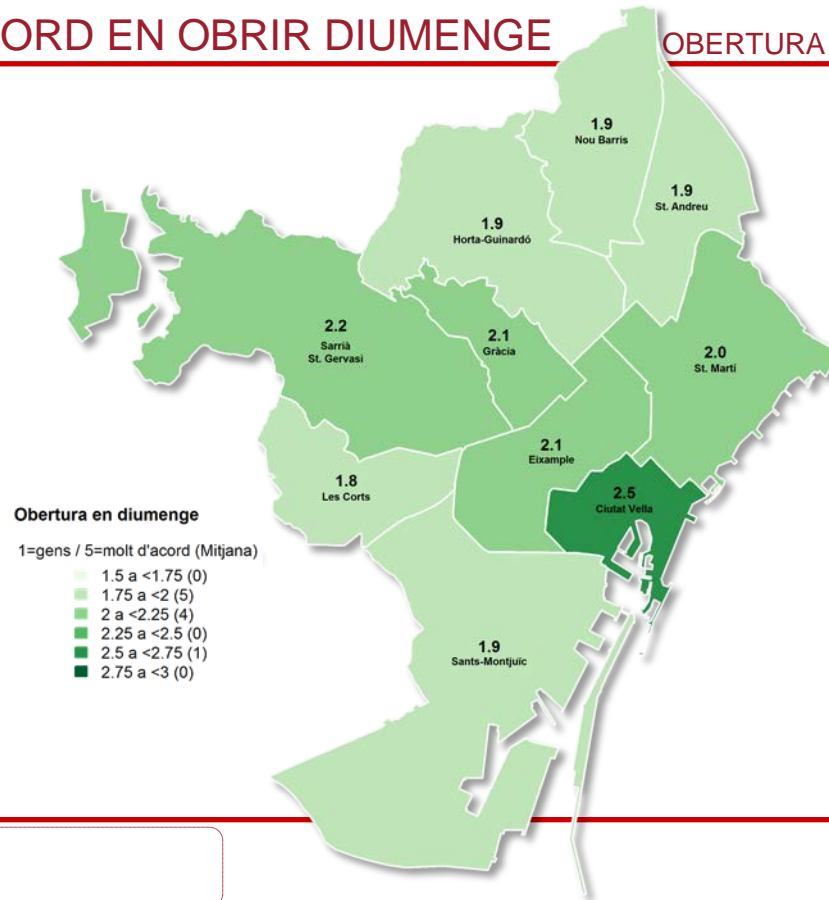 ORD EN OBRIR DIUMENGE
OBERTURA
1.9
Nou Barris
1.9
St. Andreu
1.9
Horta-Guinardó
2.2
Sarrià
St. Gervasi
2.1
Gràcia
2.0
St. Martí
2.1
Eixample
1.8
Les Corts
2.5
Ciutat Vella
1.9
Sants-Montjuïc
Obertura en diumenge
1=gens / 5=molt d'acord (Mitjana)
1.5 a <1.75 (0)
1.75 a <2 (5)
2 a <2.25 (4)
2.25 a <2.5 (0)
2.5 a <2.75 (1)
2.75 a <3 (0)